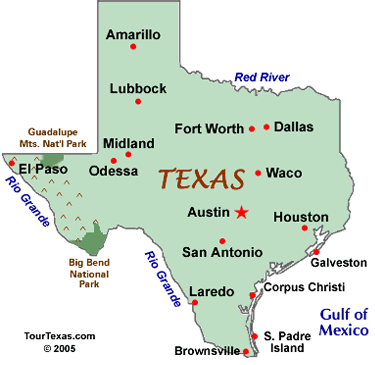 Amarillo
Red River
Lubbock
Fort Worth
Dallas
Guadalupe
Mts. Nat'l Park
Midland
El Paso
Odessa
TEXAS
Waco
Rio Grande
Austin
Houston
San Antonio
Big Bend
National
Park
Rio Grande
Galveston
Laredo
Corpus Christi
Gulf of
Mexico
TourTexas.com
© 2005
S. Padre
Island
Brownsville